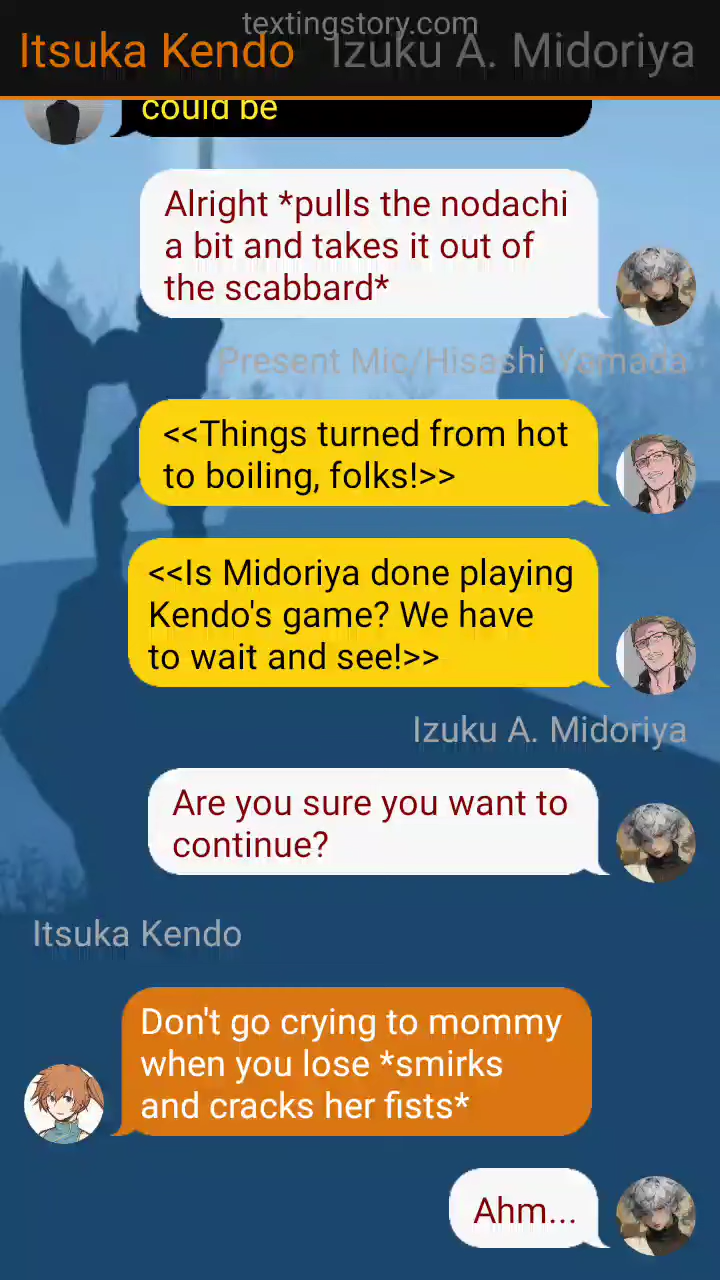 textingstory.com
Itsuka Kendo Izuku A. Midoriya
could be
Alright *pulls the nodachi
a bit and takes it out of
the scabbard*
Present Mic/Hisashi Yomada
<<Things turned from hot
to boiling, folks!>>
<<Is Midoriya done playing
Kendo's game? We have
to wait and see!>>
Izuku A. Midoriya
Are you sure you want to
continue?
Itsuka Kendo
Don't go crying to mommy
when you lose *smirks
and cracks her fists*
Ahm...